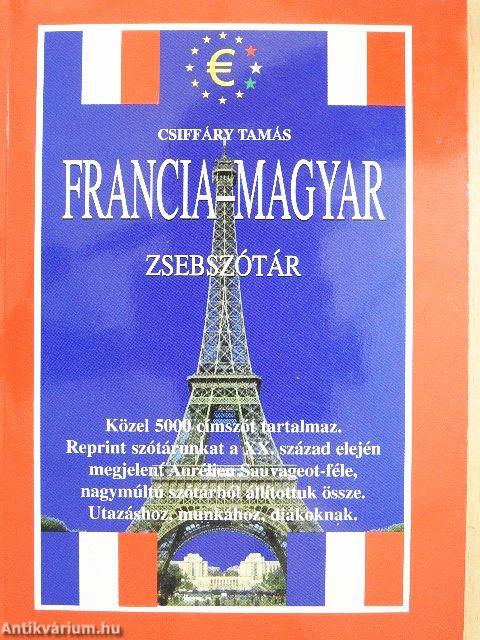 €
CSIFFÁRY TAMÁS
FRANCIA-MAGYAR
ZSEBSZÓTÁR
Közel 5000 címszót tartalmaz.
Reprint szótárunkat a XX. század elején
megjelent Aurélien Sauvageot-féle,
nagymúltú szótárból állítottuk össze.
Utazáshoz, munkához, diákoknak.
Antikvárium.hu